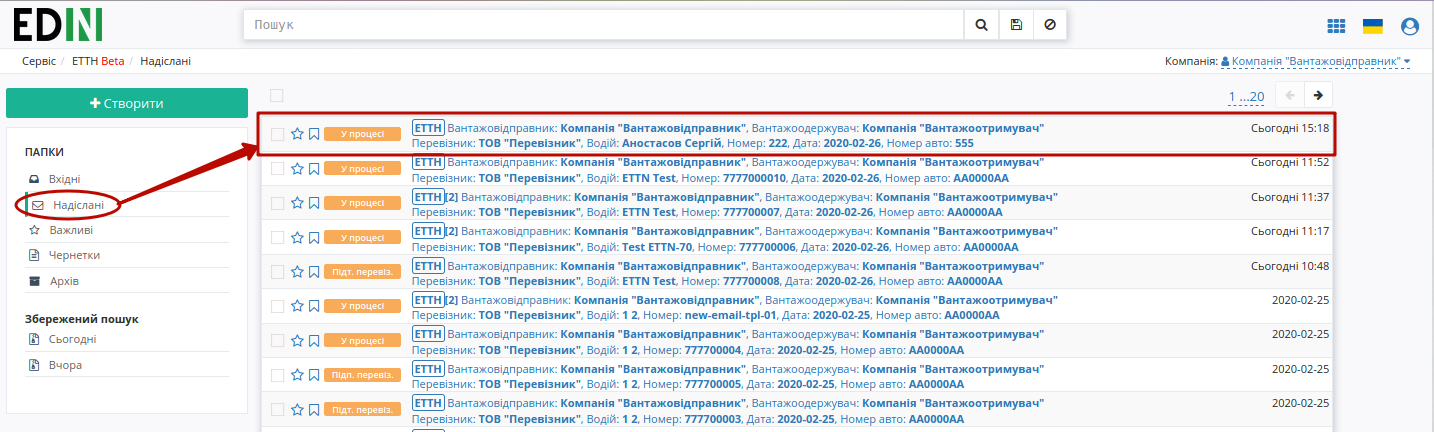 EDIN
Пошук
Сервіс / ЕТТН Beta / Надіслані
Компанія: Компанія "Вантажовідправник"
Створити
1 ...20
ПАПКИ
Вхідні
Надіслані
Важливі
Чернетки
Архів
Збережений пошук
Сьогодні
Вчора
У процесі ЕТТН Вантажовідправник: Компанія "Вантажовідправник", Вантажоодержувач: Компанія "Вантажоотримувач" Сьогодні 15:18
Перевізник: ТОВ "Перевізник", Водій: Аностасов Сергій, Номер: 222, Дата: 2020-02-26, Номер авто: 555
У процесі ЕТТН Вантажовідправник: Компанія "Вантажовідправник", Вантажоодержувач: Компанія "Вантажоотримувач" Сьогодні 11:52
Перевізник: ТОВ "Перевізник", Водій: ETTN Test, Номер: 7777000010, Дата: 2020-02-26, Номер авто: АА0000АА
У процесі ЕТТН[2] Вантажовідправник: Компанія "Вантажовідправник", Вантажоодержувач: Компанія "Вантажоотримувач" Сьогодні 11:37
Перевізник: ТОВ "Перевізник", Водій: ETTN Test, Номер: 777700007, Дата: 2020-02-26, Номер авто: АА0000АА
У процесі ЕТТН[2] Вантажовідправник: Компанія "Вантажовідправник", Вантажоодержувач: Компанія "Вантажоотримувач" Сьогодні 11:17
Перевізник: ТОВ "Перевізник", Водій: Test ETTN-70, Номер: 777700006, Дата: 2020-02-26, Номер авто: АА0000АА
Підт. перевіз. ЕТТН Вантажовідправник: Компанія "Вантажовідправник", Вантажоодержувач: Компанія "Вантажоотримувач" Сьогодні 10:48
Перевізник: ТОВ "Перевізник", Водій: ETTN Test, Номер: 777700008, Дата: 2020-02-26, Номер авто: АА0000АА
У процесі ЕТТН[2] Вантажовідправник: Компанія "Вантажовідправник", Вантажоодержувач: Компанія "Вантажоотримувач" 2020-02-25
Перевізник: ТОВ "Перевізник", Водій: 1 2, Номер: new-email-tpl-01, Дата: 2020-02-25, Номер авто: АА0000АА
У процесі ЕТТН Вантажовідправник: Компанія "Вантажовідправник", Вантажоодержувач: Компанія "Вантажоотримувач" 2020-02-25
Перевізник: ТОВ "Перевізник", Водій: 1 2, Номер: 777700004, Дата: 2020-02-25, Номер авто: АА0000АА
Підп. перевіз. ЕТТН Вантажовідправник: Компанія "Вантажовідправник", Вантажоодержувач: Компанія "Вантажоотримувач" 2020-02-25
Перевізник: ТОВ "Перевізник", Водій: 1 2, Номер: 777700005, Дата: 2020-02-25, Номер авто: АА0000АА
Підт. перевіз. ЕТТН Вантажовідправник: Компанія "Вантажовідправник", Вантажоодержувач: Компанія "Вантажоотримувач" 2020-02-25
Перевізник: ТОВ "Перевізник", Водій: 1 2, Номер: 777700003, Дата: 2020-02-25, Номер авто: АА0000АА